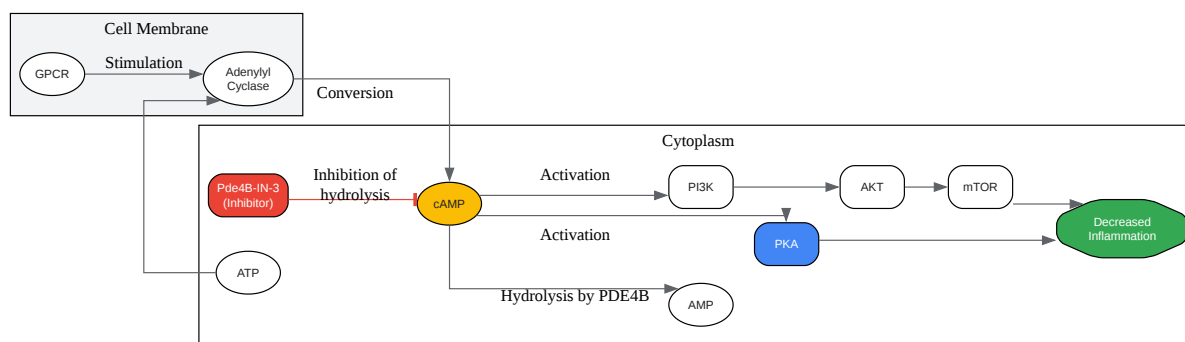 Cell Membrane
GPCR
Stimulation
Adenylyl
Cyclase
Conversion
Cytoplasm
Pde4B-IN-3
(Inhibitor)
Inhibition of
hydrolysis
cAMP
Activation
PI3K
AKT
mTOR
Decreased
Inflammation
Activation
PKA
ATP
Hydrolysis by PDE4B
AMP